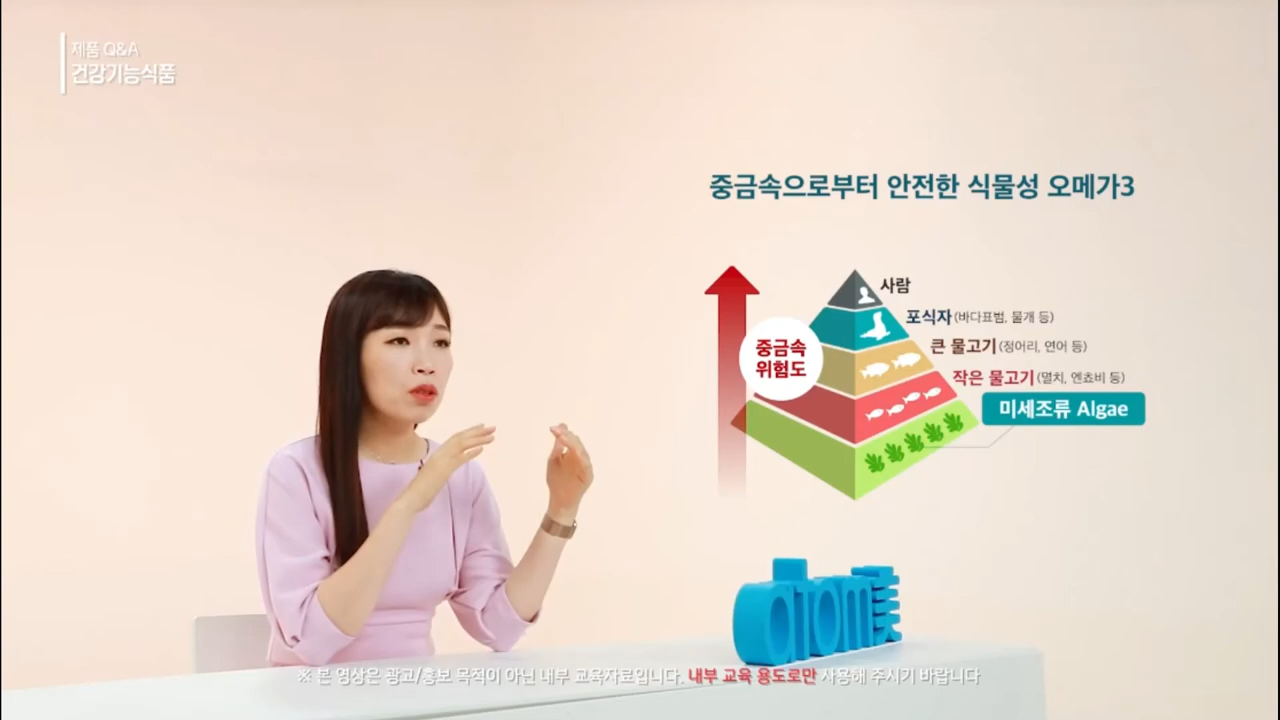 제품 Q&A
건강기능식품
중금속으로부터 안전한 식물성 오메가3
사람
포식자 (바다표범, 물개 등)
큰 물고기 (정어리, 연어 등)
작은 물고기 (멸치, 엔쵸비 등)
미세조류 Algae
중금속
위험도
atom美
※ 본 영상은 광고/홍보 목적이 아닌 내부 교육자료입니다. 내부 교육 용도로만 사용해 주시기 바랍니다